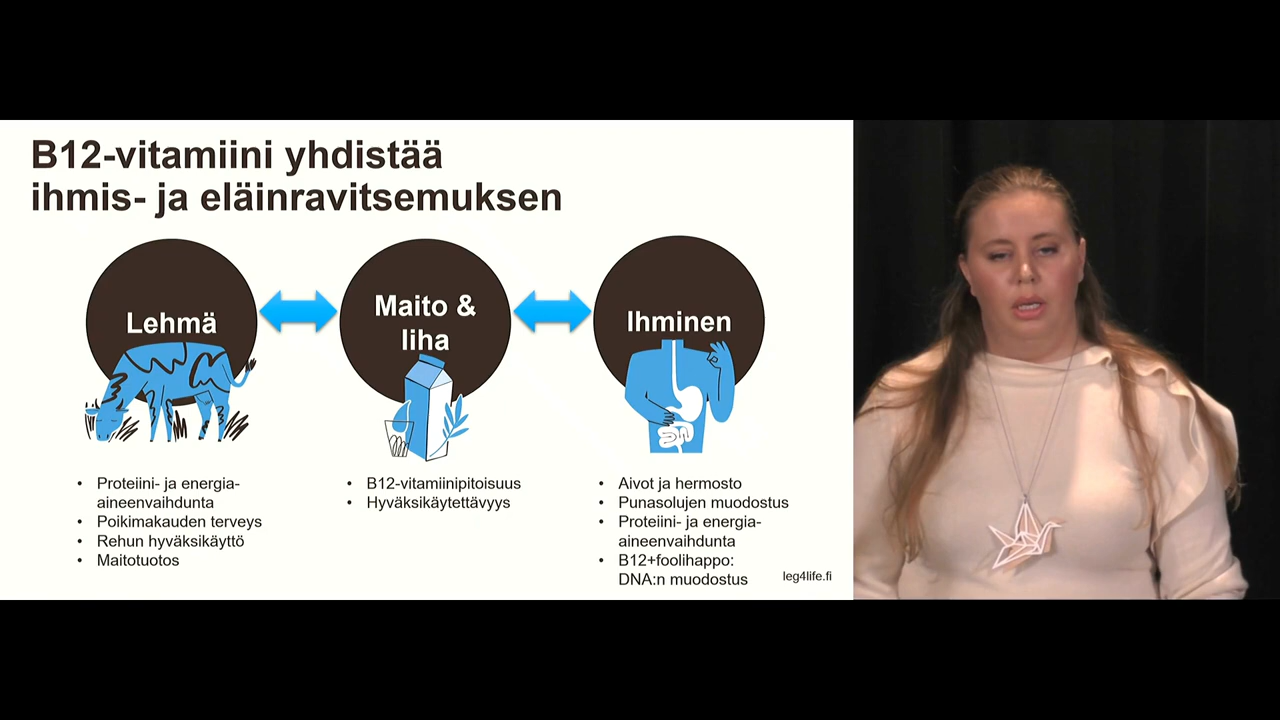 B12-vitamiini yhdistää
ihmis- ja eläinravitsemuksen
Lehmä
Maito &
liha
Ihminen
• Proteiini- ja energia-
aineenvaihdunta
• Poikimakauden terveys
• Rehun hyväksikäyttö
• Maitotuotos
• B12-vitamiinipitoisuus
• Hyväksikäytettävyys
• Aivot ja hermosto
• Punasolujen muodostus
• Proteiini- ja energia-
aineenvaihdunta
• B12+foolihappo:
DNA:n muodostus
leg4life.fi